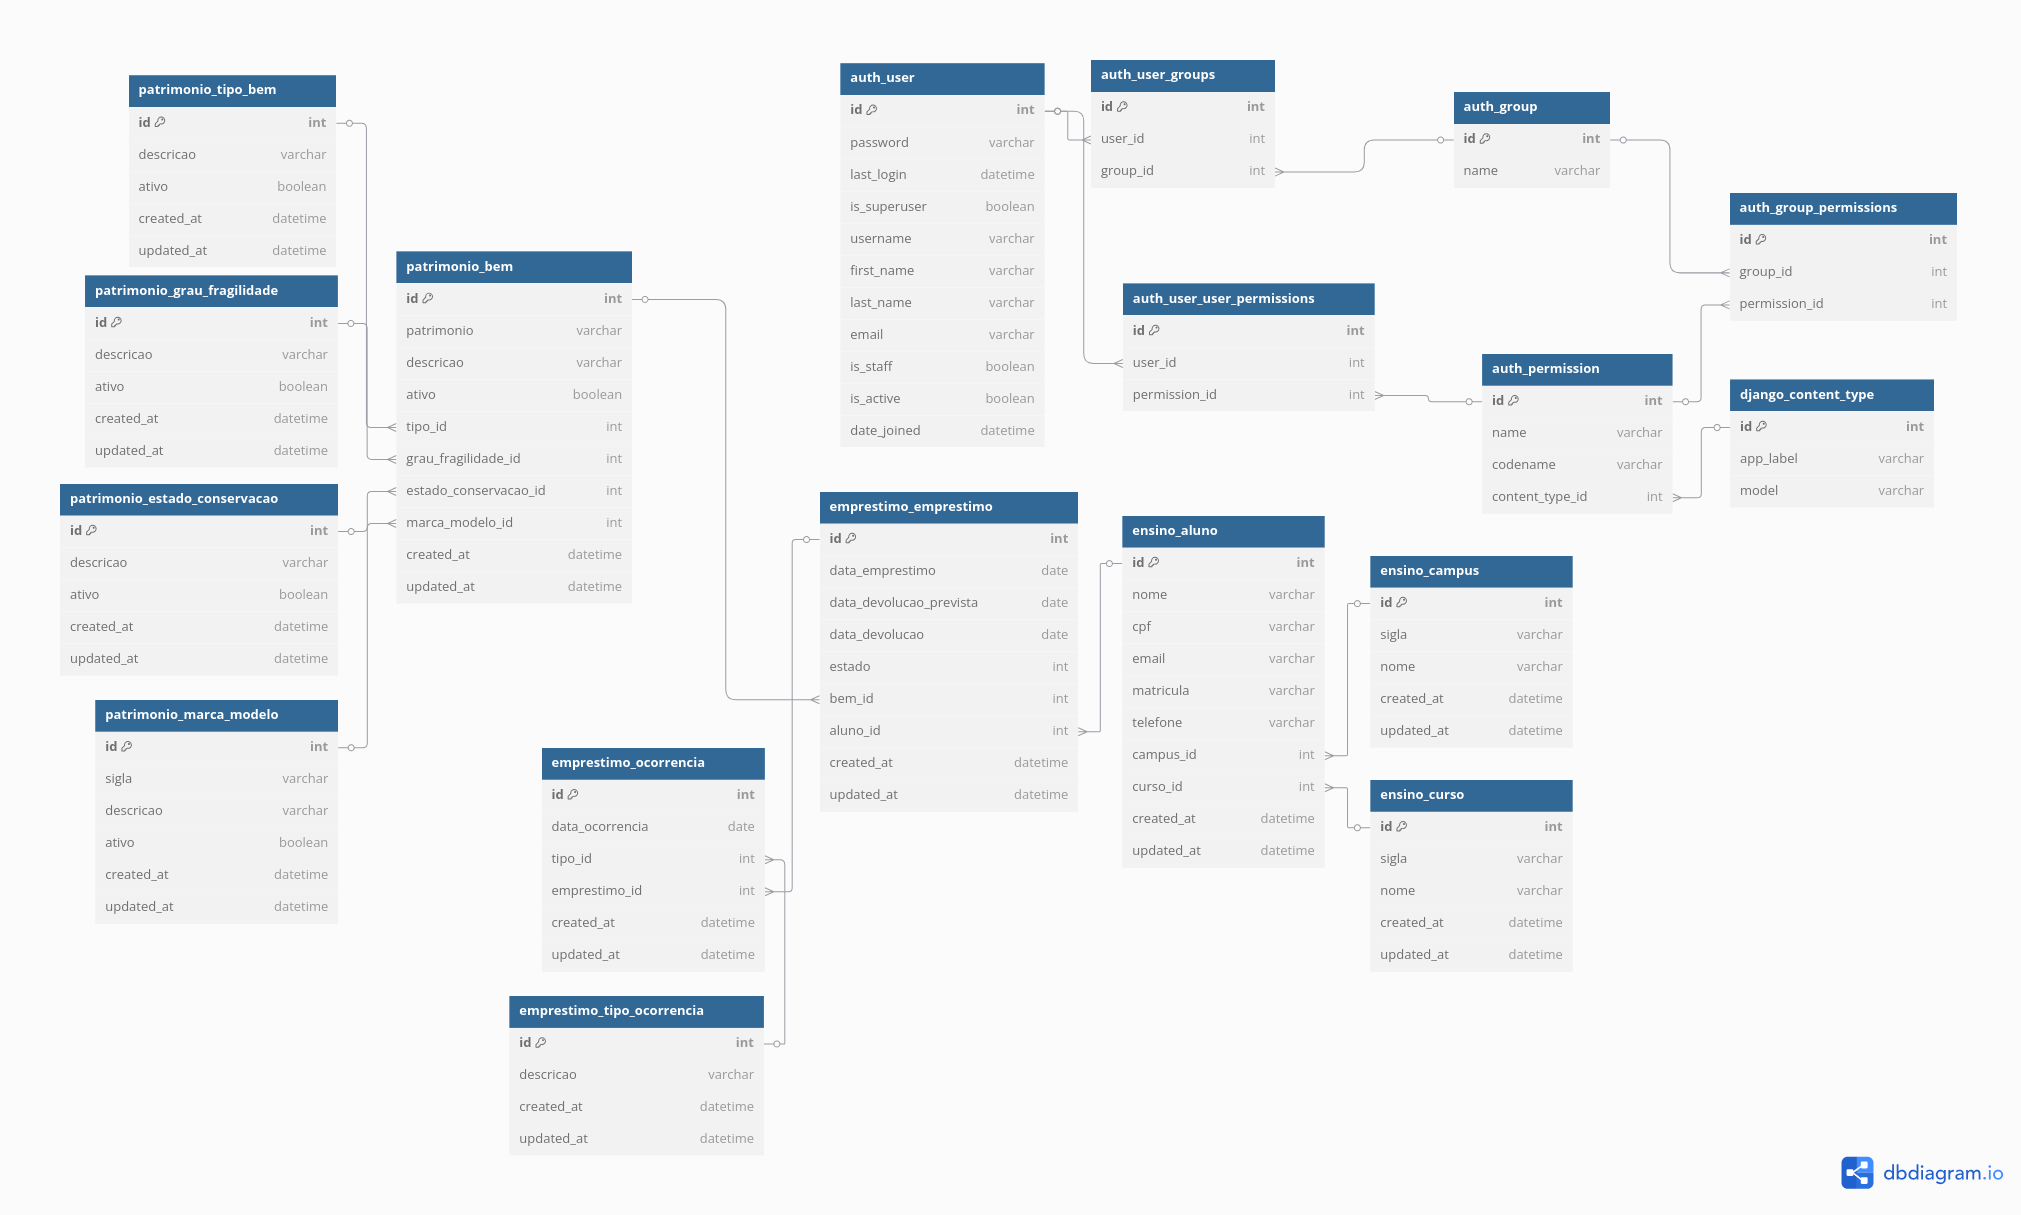 patrimonio_tipo_bem
id int
descricao varchar
ativo boolean
created_at datetime
updated_at datetime
patrimonio_grau_fragilidade
id int
descricao varchar
ativo boolean
created_at datetime
updated_at datetime
patrimonio_estado_conservacao
id int
descricao varchar
ativo boolean
created_at datetime
updated_at datetime
patrimonio_marca_modelo
id int
sigla varchar
descricao varchar
ativo boolean
created_at datetime
updated_at datetime
patrimonio_bem
id int
patrimonio varchar
descricao varchar
ativo boolean
tipo_id int
grau_fragilidade_id int
estado_conservacao_id int
marca_modelo_id int
created_at datetime
updated_at datetime
emprestimo_ocorrencia
id int
data_ocorrencia date
tipo_id int
emprestimo_id int
created_at datetime
updated_at datetime
emprestimo_tipo_ocorrencia
id int
descricao varchar
created_at datetime
updated_at datetime
auth_user
id int
password varchar
last_login datetime
is_superuser boolean
username varchar
first_name varchar
last_name varchar
email varchar
is_staff boolean
is_active boolean
date_joined datetime
emprestimo_emprestimo
id int
data_emprestimo date
data_devolucao_prevista date
data_devolucao date
estado int
bem_id int
aluno_id int
created_at datetime
updated_at datetime
auth_user_groups
id int
user_id int
group_id int
auth_user_user_permissions
id int
user_id int
permission_id int
ensino_aluno
id int
nome varchar
cpf varchar
email varchar
matricula varchar
telefone varchar
campus_id int
curso_id int
created_at datetime
updated_at datetime
auth_group
id int
name varchar
auth_permission
id int
name varchar
codename varchar
content_type_id int
ensino_campus
id int
sigla varchar
nome varchar
created_at datetime
updated_at datetime
ensino_curso
id int
sigla varchar
nome varchar
created_at datetime
updated_at datetime
auth_group_permissions
id int
group_id int
permission_id int
django_content_type
id int
app_label varchar
model varchar
dbdiagram.io